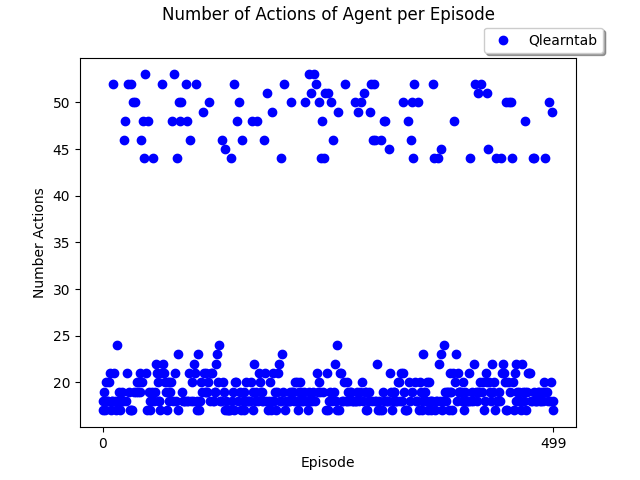 Number of Actions of Agent per Episode
Qlearntab
50
45
40
35
30
25
20
Number Actions
0
499
Episode